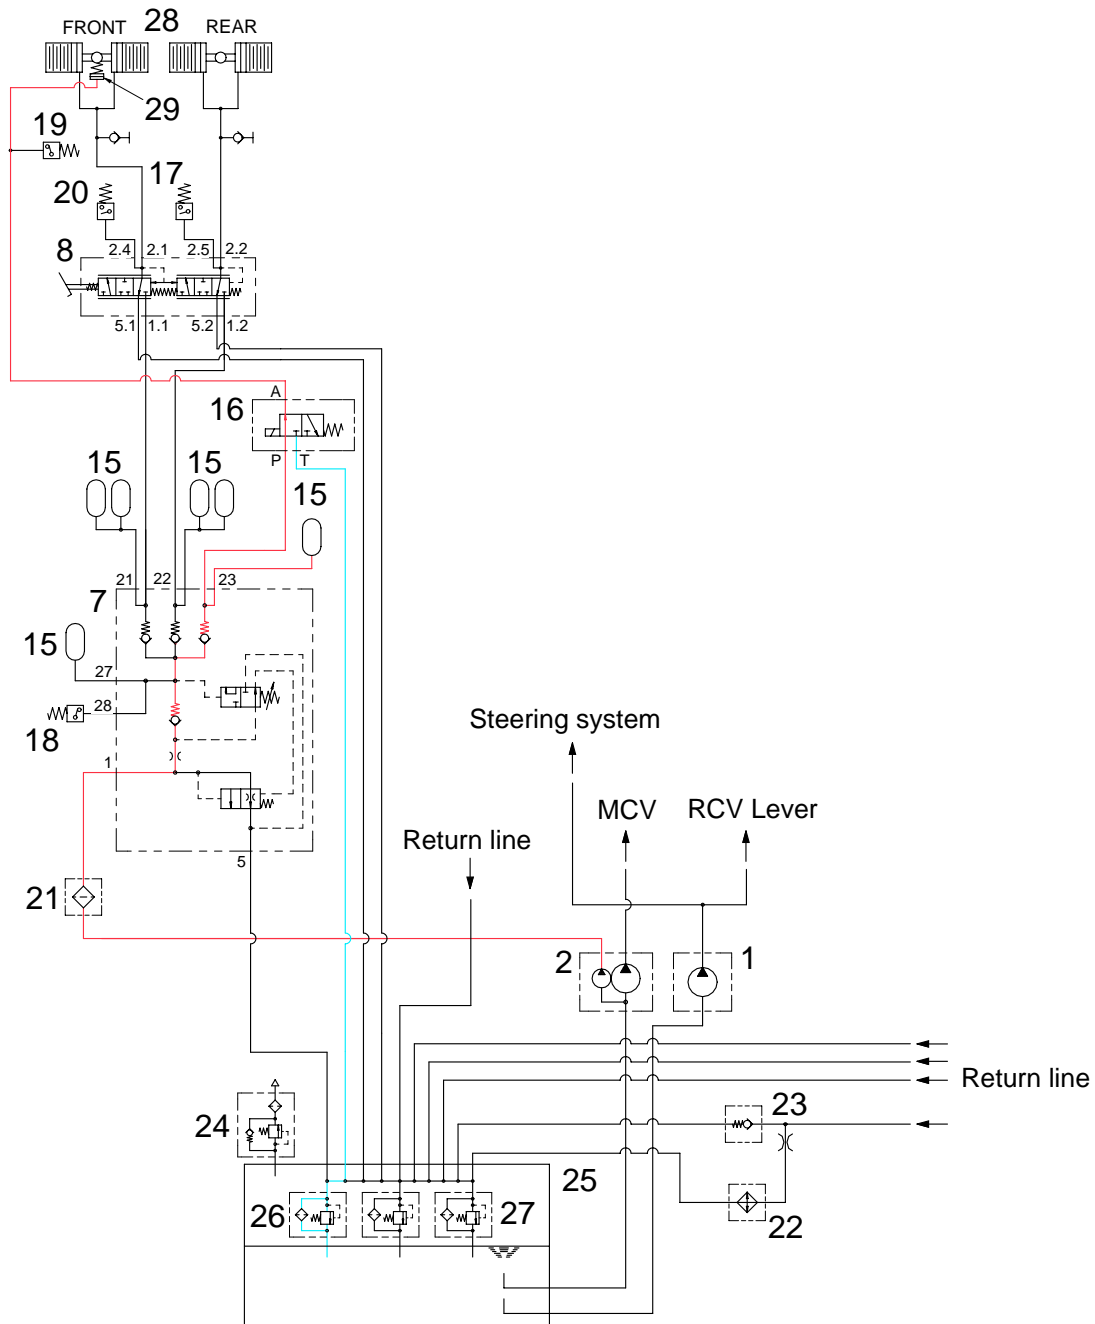 FRONT 28 REAR
29
19
20 17
8 2.4 2.1 2.5 2.2
5.1 1.1 5.2 1.2
A
16
P T
15 15 15
21 22 23
7
15
27
28
18
1
Steering system
MCV RCV Lever
Return line
5
21
2 1
Return line
23
24
25
26 27
22